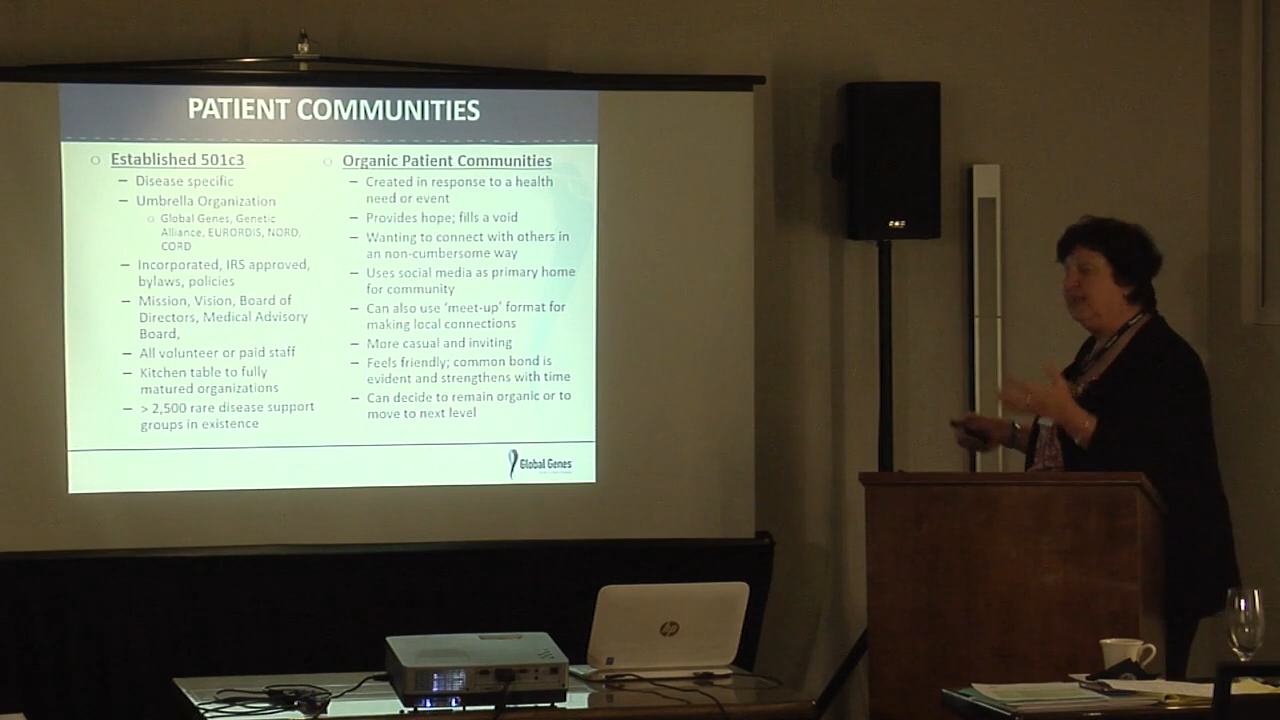 PATIENT COMMUNITIES
Established 501c3
– Disease specific
– Umbrella Organization
Global Genes, Genetic
Alliance, EURORDIS, NORD,
CORD
– Incorporated, IRS approved,
bylaws, policies
– Mission, Vision, Board of
Directors, Medical Advisory
Board,
– All volunteer or paid staff
– Kitchen table to fully
matured organizations
– > 2,500 rare disease support
groups in existence
Organic Patient Communities
– Created in response to a health
need or event
– Provides hope; fills a void
– Wanting to connect with others in
an non-cumbersome way
– Uses social media as primary home
for community
– Can also use 'meet-up' format for
making local connections
– More casual and inviting
– Feels friendly; common bond is
evident and strengthens with time
– Can decide to remain organic or to
move to next level
Global Genes
hp